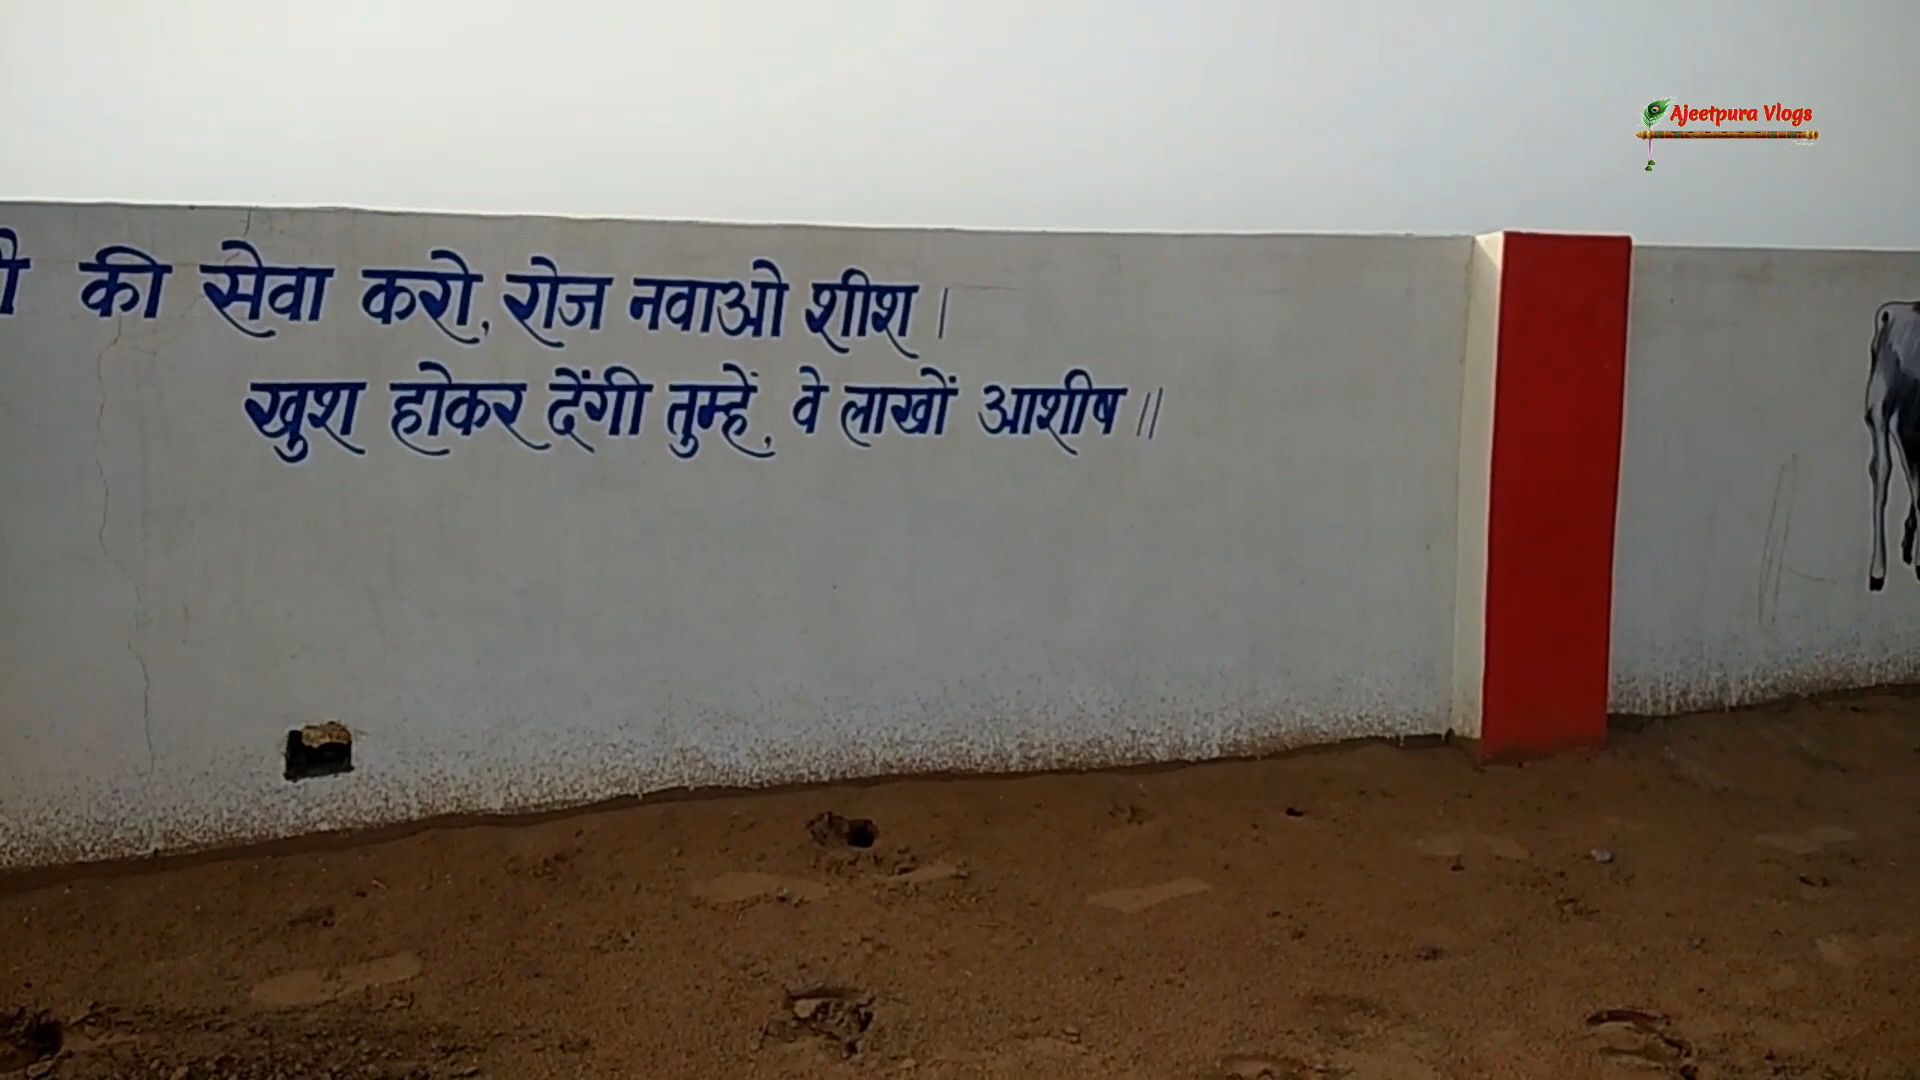 Ajeetpura Vlogs
की सेवा करो, रोज नवाओ शीश।
खुश होकर देंगी तुम्हें, वे लाखों आशीष॥